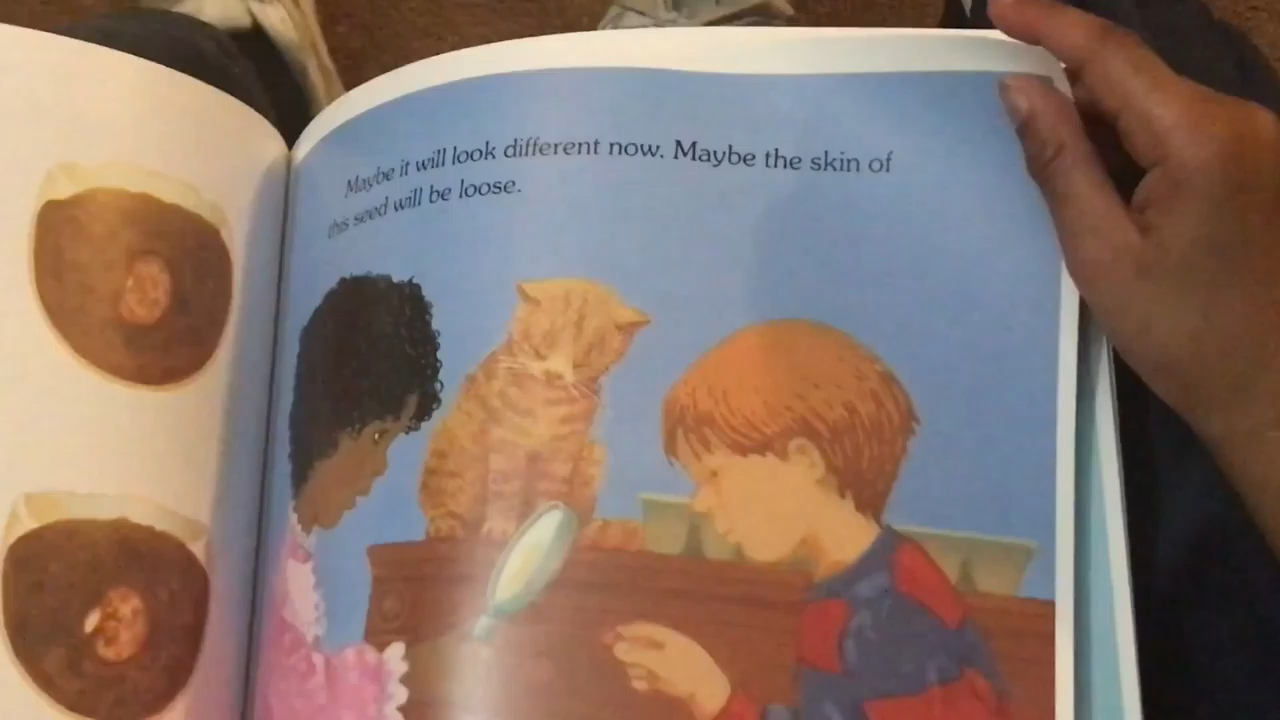 Maybe it will look different now. Maybe the skin of
this seed will be loose.